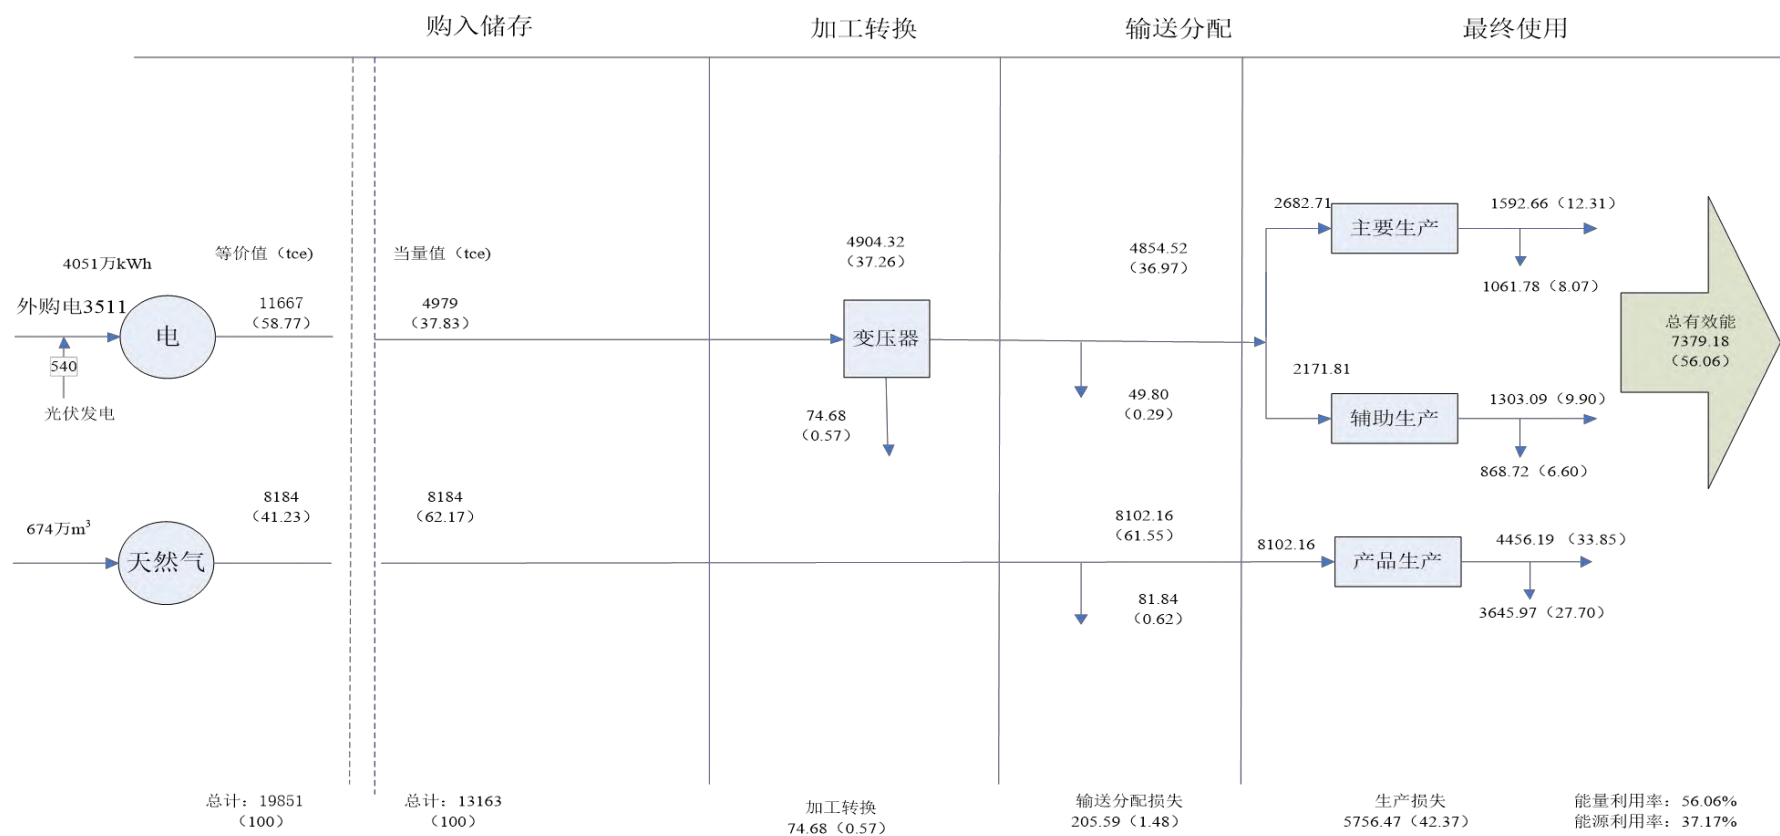 购入储存
加工转换
输送分配
最终使用
4051万kWh
等价值（tce)
当量值（tce)
外购电3511
电
540
光伏发电
11667
（58.77）
4979
（37.83）
4904.32
（37.26）
变压器
74.68
（0.57）
4854.52
（36.97）
49.80
（0.29）
2682.71
主要生产
1592.66（12.31）
1061.78（8.07）
2171.81
辅助生产
1303.09（9.90）
868.72（6.60）
总有效能
7379.18
（56.06）
674万m³
天然气
8184
（41.23）
8184
（62.17）
8102.16
（61.55）
81.84
（0.62）
8102.16
产品生产
4456.19 （33.85）
3645.97（27.70）
总计：19851
（100）
总计：13163
（100）
加工转换
74.68（0.57）
输送分配损失
205.59（1.48）
生产损失
5756.47（42.37）
能量利用率：56.06%
能源利用率：37.17%